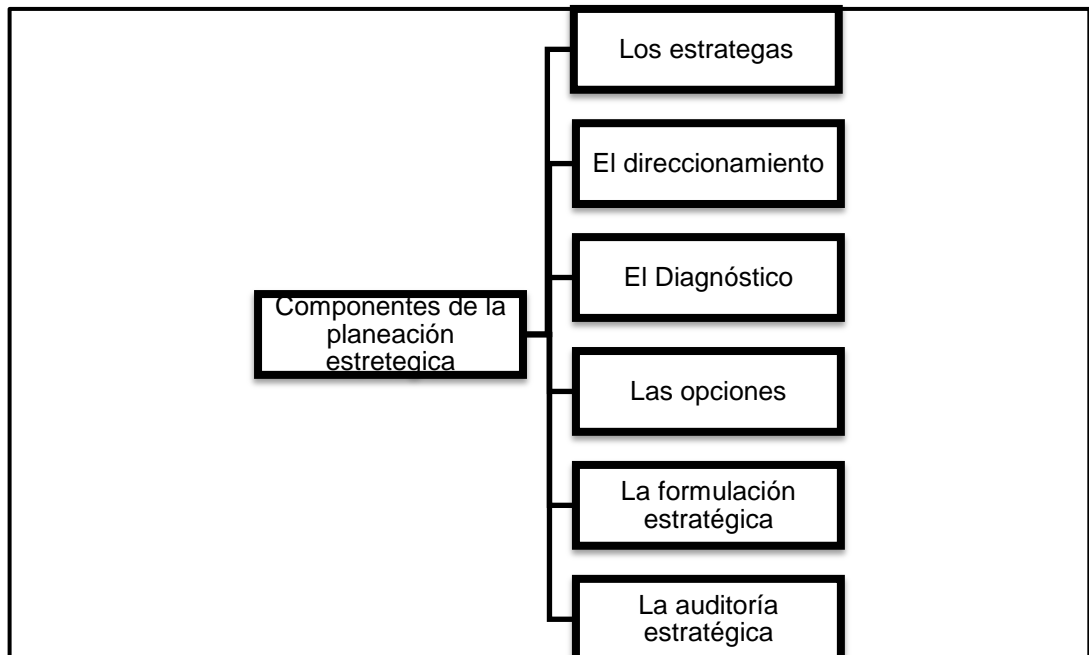 Los estrategas
El direccionamiento
El Diagnóstico
Componentes de la
planeación
estretegica
Las opciones
La formulación
estratégica
La auditoría
estratégica